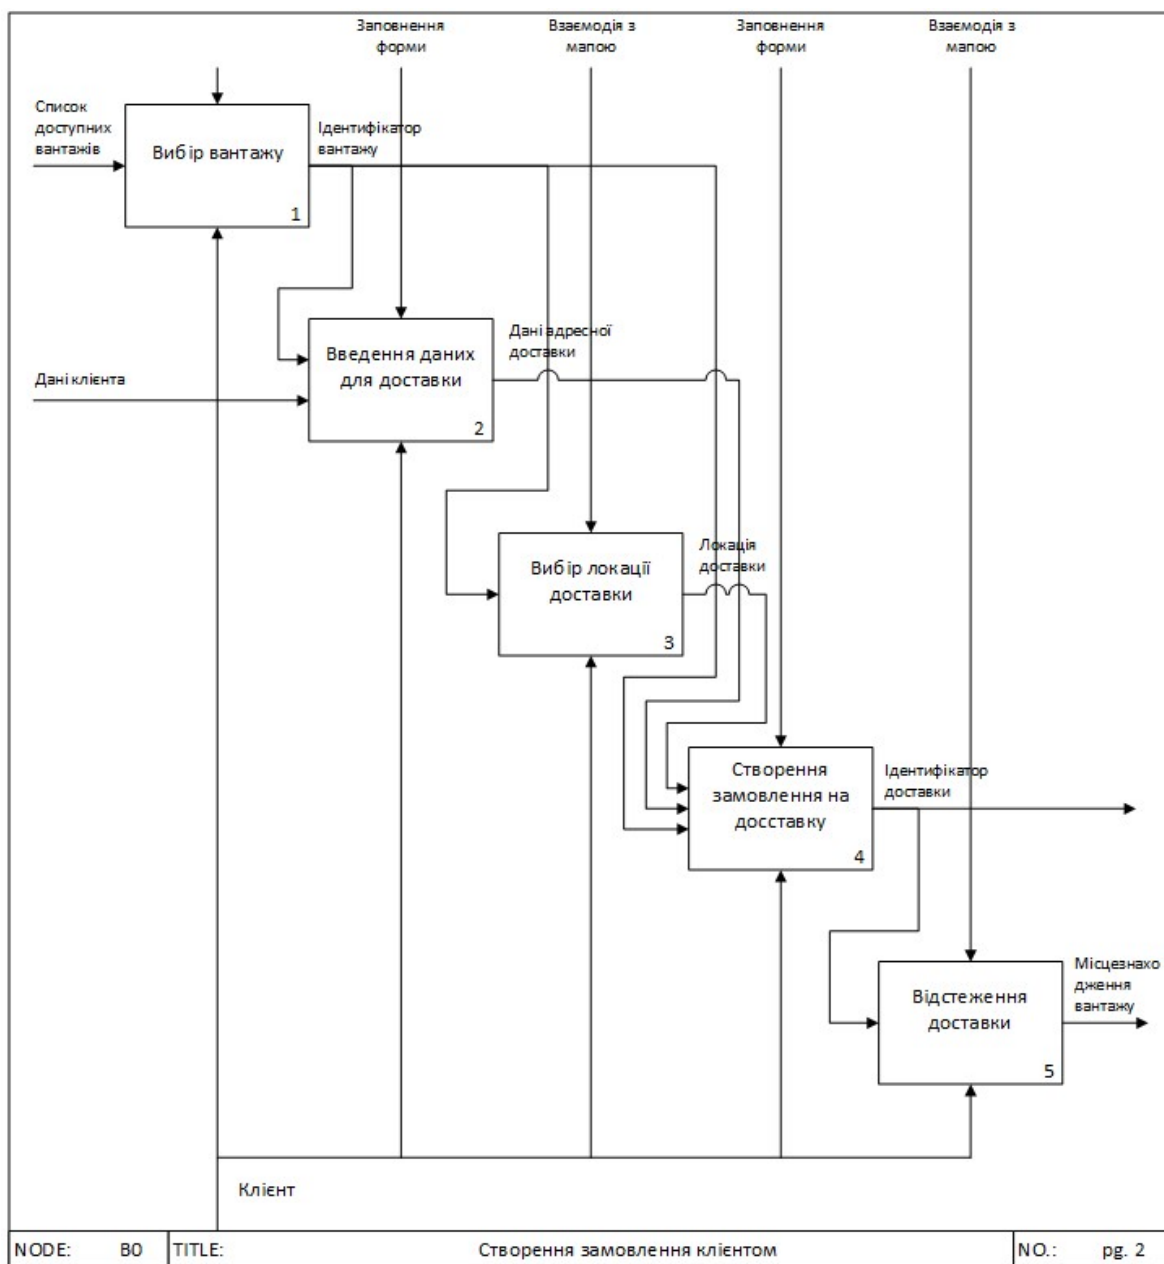 Заповнення
форми
Взаємодія з
мапою
Заповнення
форми
Взаємодія з
мапою
Список
доступних
вантажів
Вибір вантажу
1
Ідентифікатор
вантажу
Дані клієнта
Введення даних
для доставки
2
Дані адресної
доставки
Вибір локації
доставки
3
Локація
доставки
Створення
замовлення на
досставку
4
Ідентифікатор
доставки
Відстеження
доставки
5
Місцезнахо
дження
вантажу
Клієнт
NODE: B0 TITLE: Створення замовлення клієнтом NO.: pg. 2